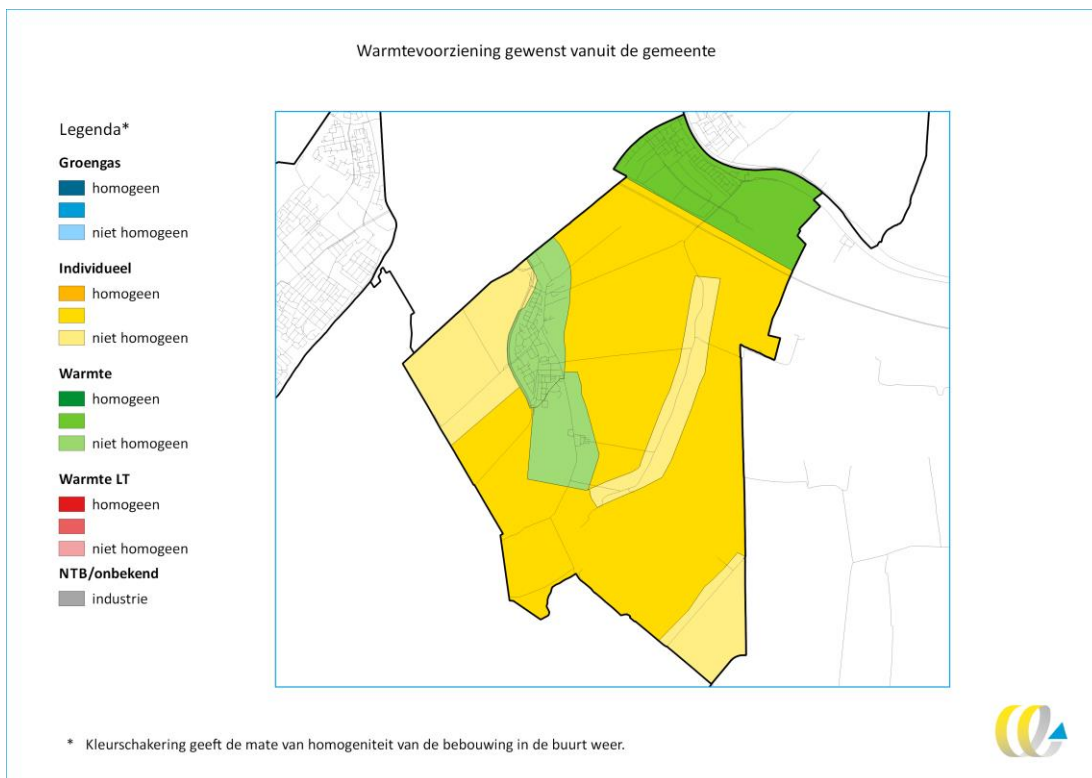 Warmtevoorziening gewenst vanuit de gemeente
Legenda*
Groengas
homogeen
niet homogeen
Individueel
homogeen
niet homogeen
Warmte
homogeen
niet homogeen
Warmte LT
homogeen
niet homogeen
NTB/onbekend
industrie
* Kleurschakering geeft de mate van homogeniteit van de bebouwing in de buurt weer.